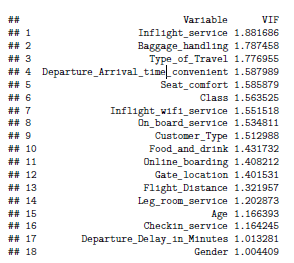 ## Variable VIF
## 1 Inflight_service 1.881686
## 2 Baggage_handling 1.787458
## 3 Type_of_Travel 1.776955
## 4 Departure_Arrival_time_convenient 1.587989
## 5 Seat_comfort 1.585879
## 6 Class 1.563525
## 7 Inflight_wifi_service 1.551518
## 8 On_board_service 1.534811
## 9 Customer_Type 1.512988
## 10 Food_and_drink 1.431732
## 11 Online_boarding 1.408212
## 12 Gate_location 1.401531
## 13 Flight_Distance 1.321957
## 14 Leg_room_service 1.202873
## 15 Age 1.166393
## 16 Checkin_service 1.164245
## 17 Departure_Delay_in_Minutes 1.013281
## 18 Gender 1.004409